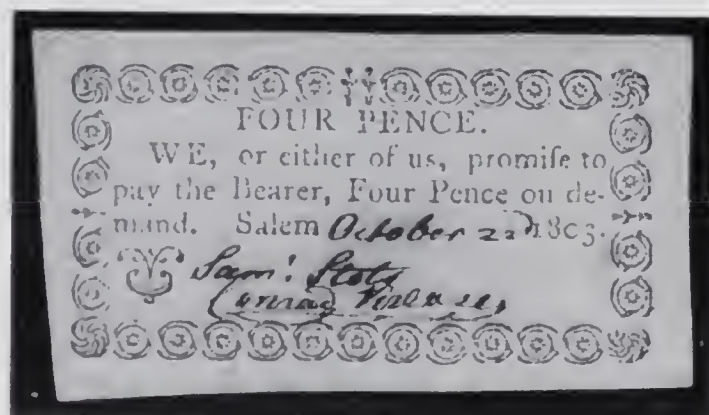 FOUR PENCE.
WE, or either of us, promiſe to
pay the Bearer, Four Pence on de-
mand. Salem October 22d 1803.
Saml Stotz
Conrad